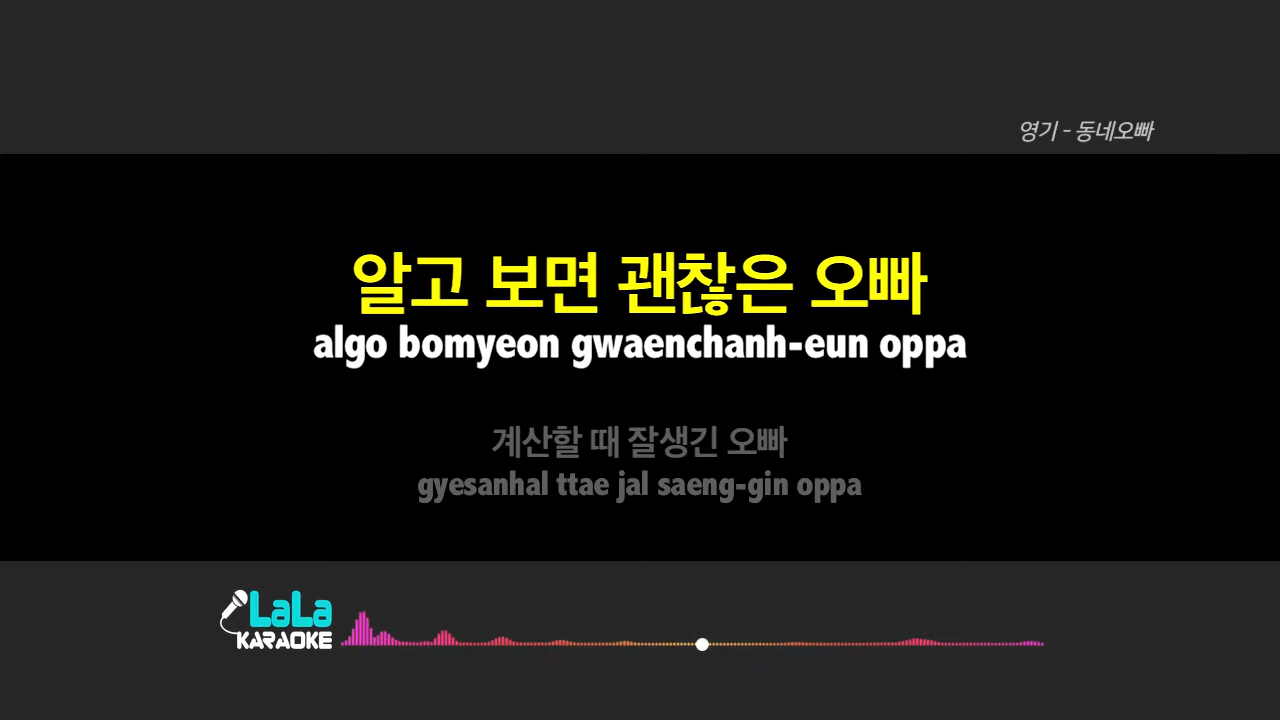 영기 - 동네오빠
알고 보면 괜찮은 오빠
algo bomyeon gwaenchanh-eun oppa
계산할 때 잘생긴 오빠
gyesanhal ttae jal saeng-gin oppa
LaLa
KARAOKE